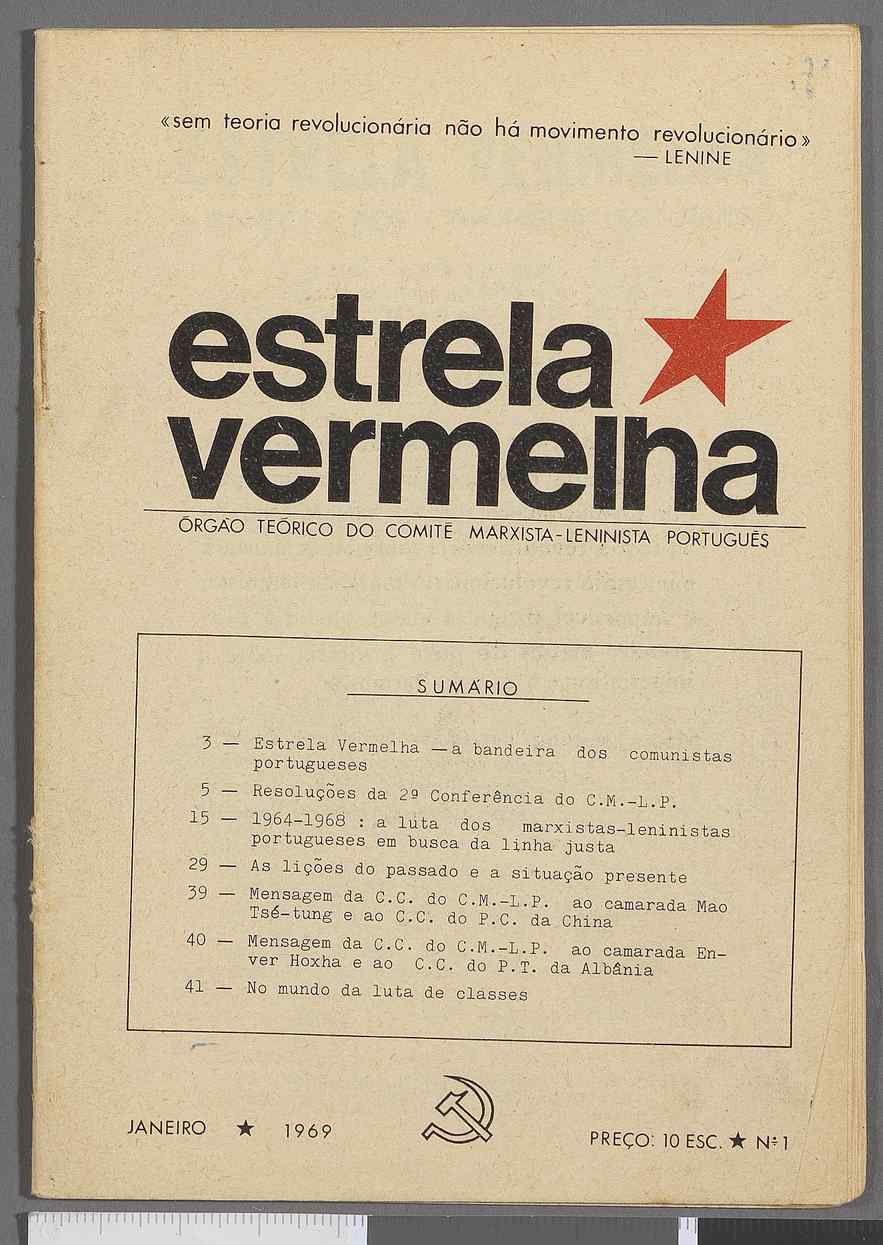 «sem teoria revolucionária não há movimento revolucionário»
— LENINE
estrela
vermelha
ÓRGÃO TEÓRICO DO COMITÉ MARXISTA-LENINISTA PORTUGUÊS
SUMÁRIO
3 — Estrela Vermelha — a bandeira dos comunistas
portugueses
5 — Resoluções da 2ª Conferência do C.M.-L.P.
15 — 1964-1968 : a luta dos marxistas-leninistas
portugueses em busca da linha justa
29 — As lições do passado e a situação presente
39 — Mensagem da C.C. do C.M.-L.P. ao camarada Mao
Tsé-tung e ao C.C. do P.C. da China
40 — Mensagem da C.C. do C.M.-L.P. ao camarada En-
ver Hoxha e ao C.C. do P.T. da Albânia
41 — No mundo da luta de classes
JANEIRO ★ 1969
PREÇO: 10 ESC. ★ Nº 1